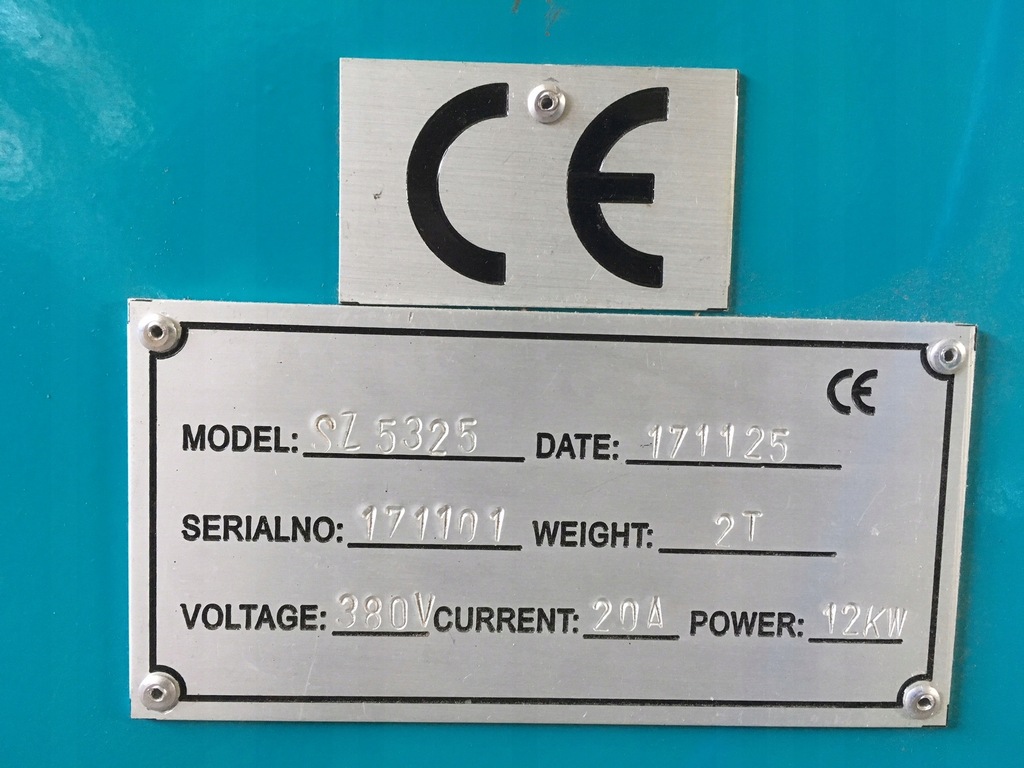 CE
CE
MODEL: SZ 5325 DATE: 171125
SERIALNO: 171101 WEIGHT: 2T
VOLTAGE: 380V CURRENT: 20A POWER: 12KW